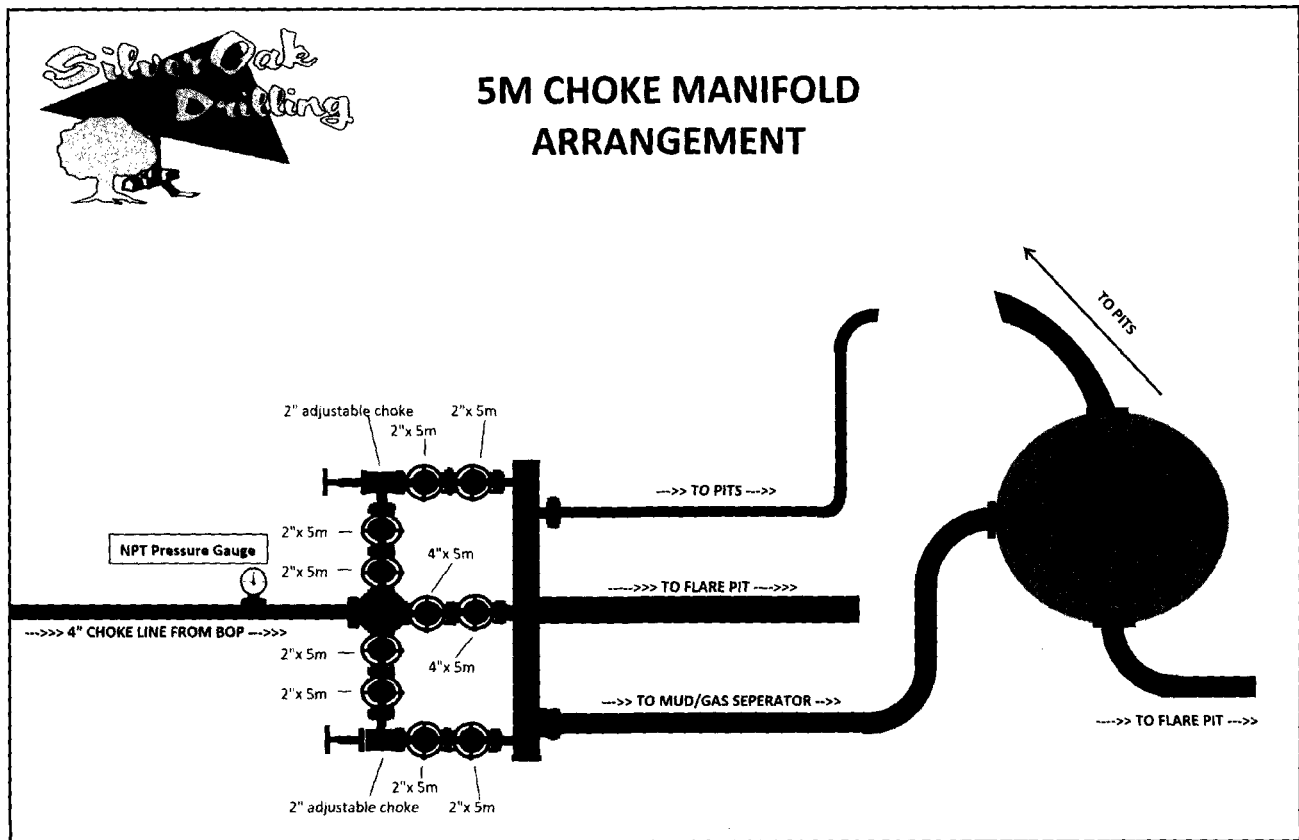 Silver Oak
Drilling
5M CHOKE MANIFOLD
ARRANGEMENT
TO PITS
2" adjustable choke
2"x 5m
2"x 5m
--->> TO PITS --->>
2"x 5m
NPT Pressure Gauge
4"x 5m
2"x 5m
----->>> TO FLARE PIT---->>>
--->>> 4" CHOKE LINE FROM BOP --->>>
2"x 5m
4"x 5m
2"x 5m
---->> TO MUD/GAS SEPERATOR -->>
----->> TO FLARE PIT --->>
2"x 5m
2" adjustable choke
2"x 5m